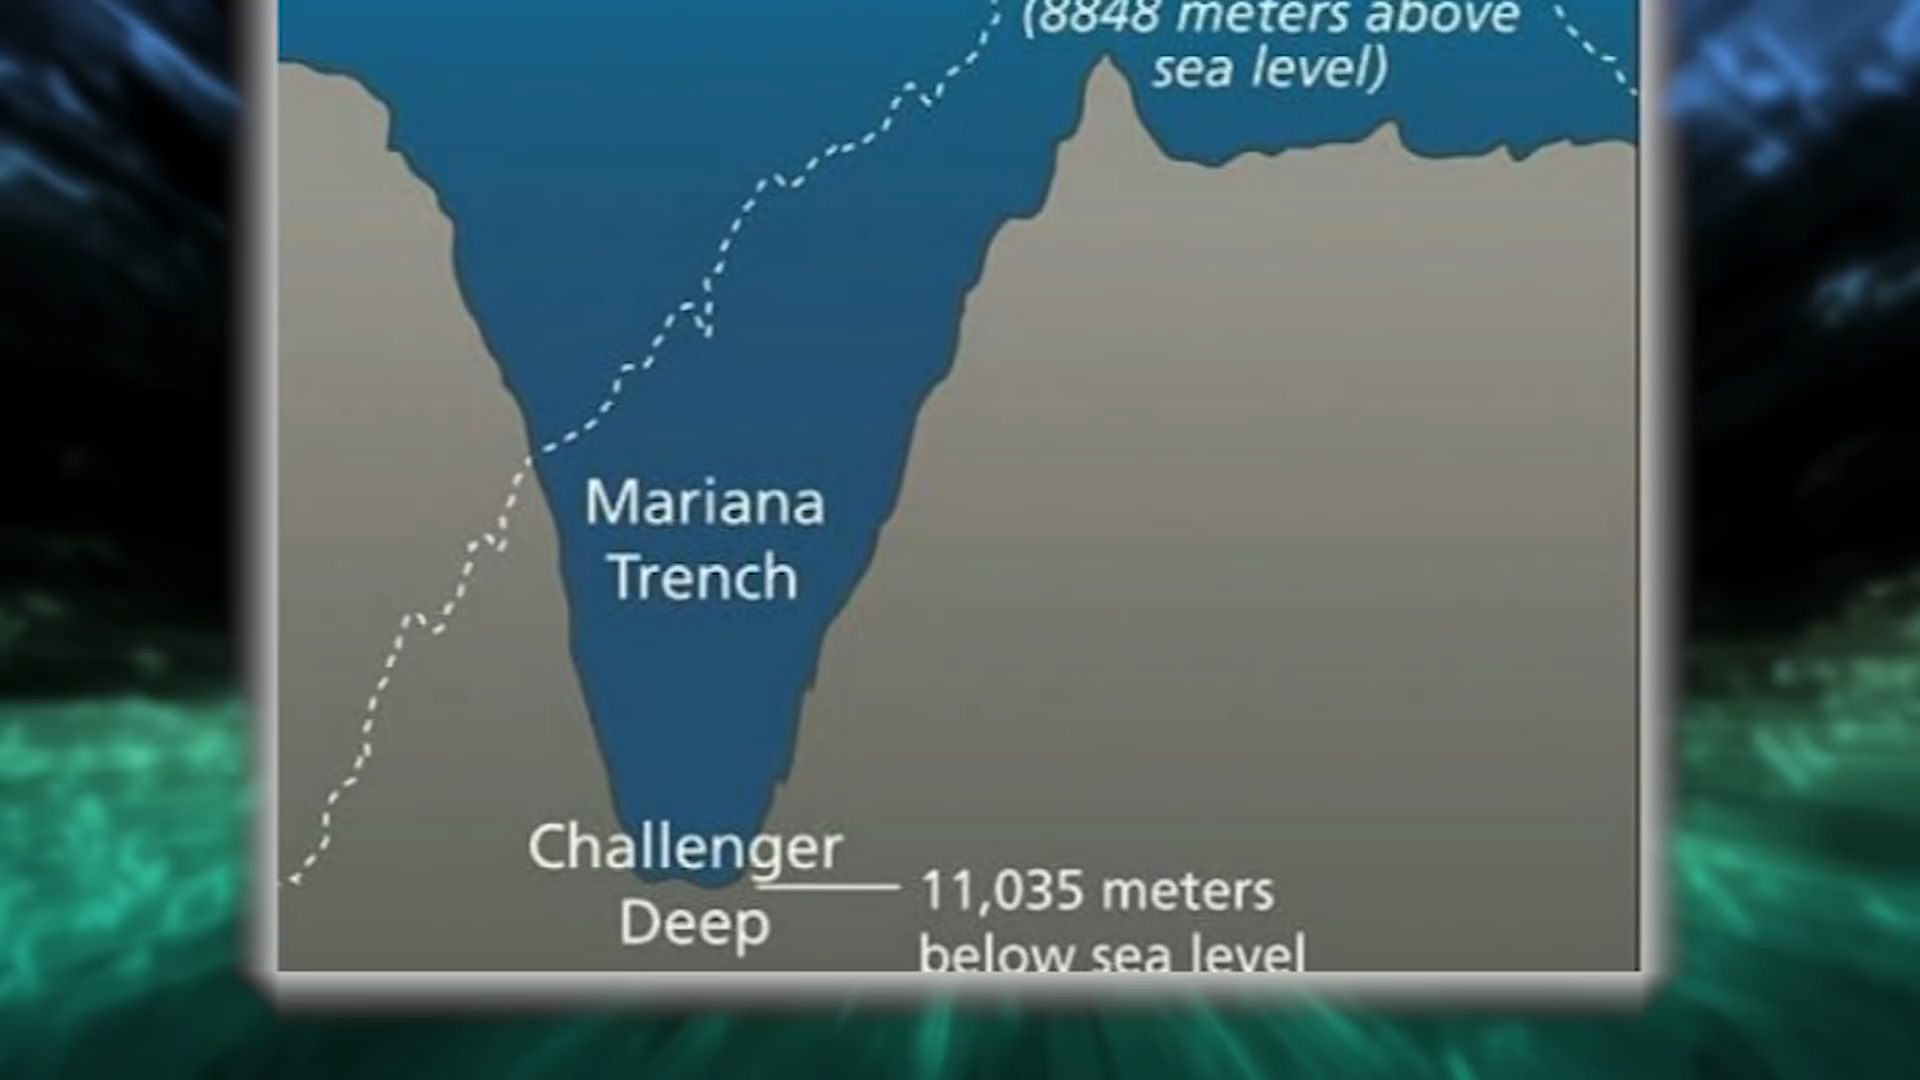 (8848 meters above
sea level)
Mariana
Trench
Challenger
Deep
11,035 meters
below sea level